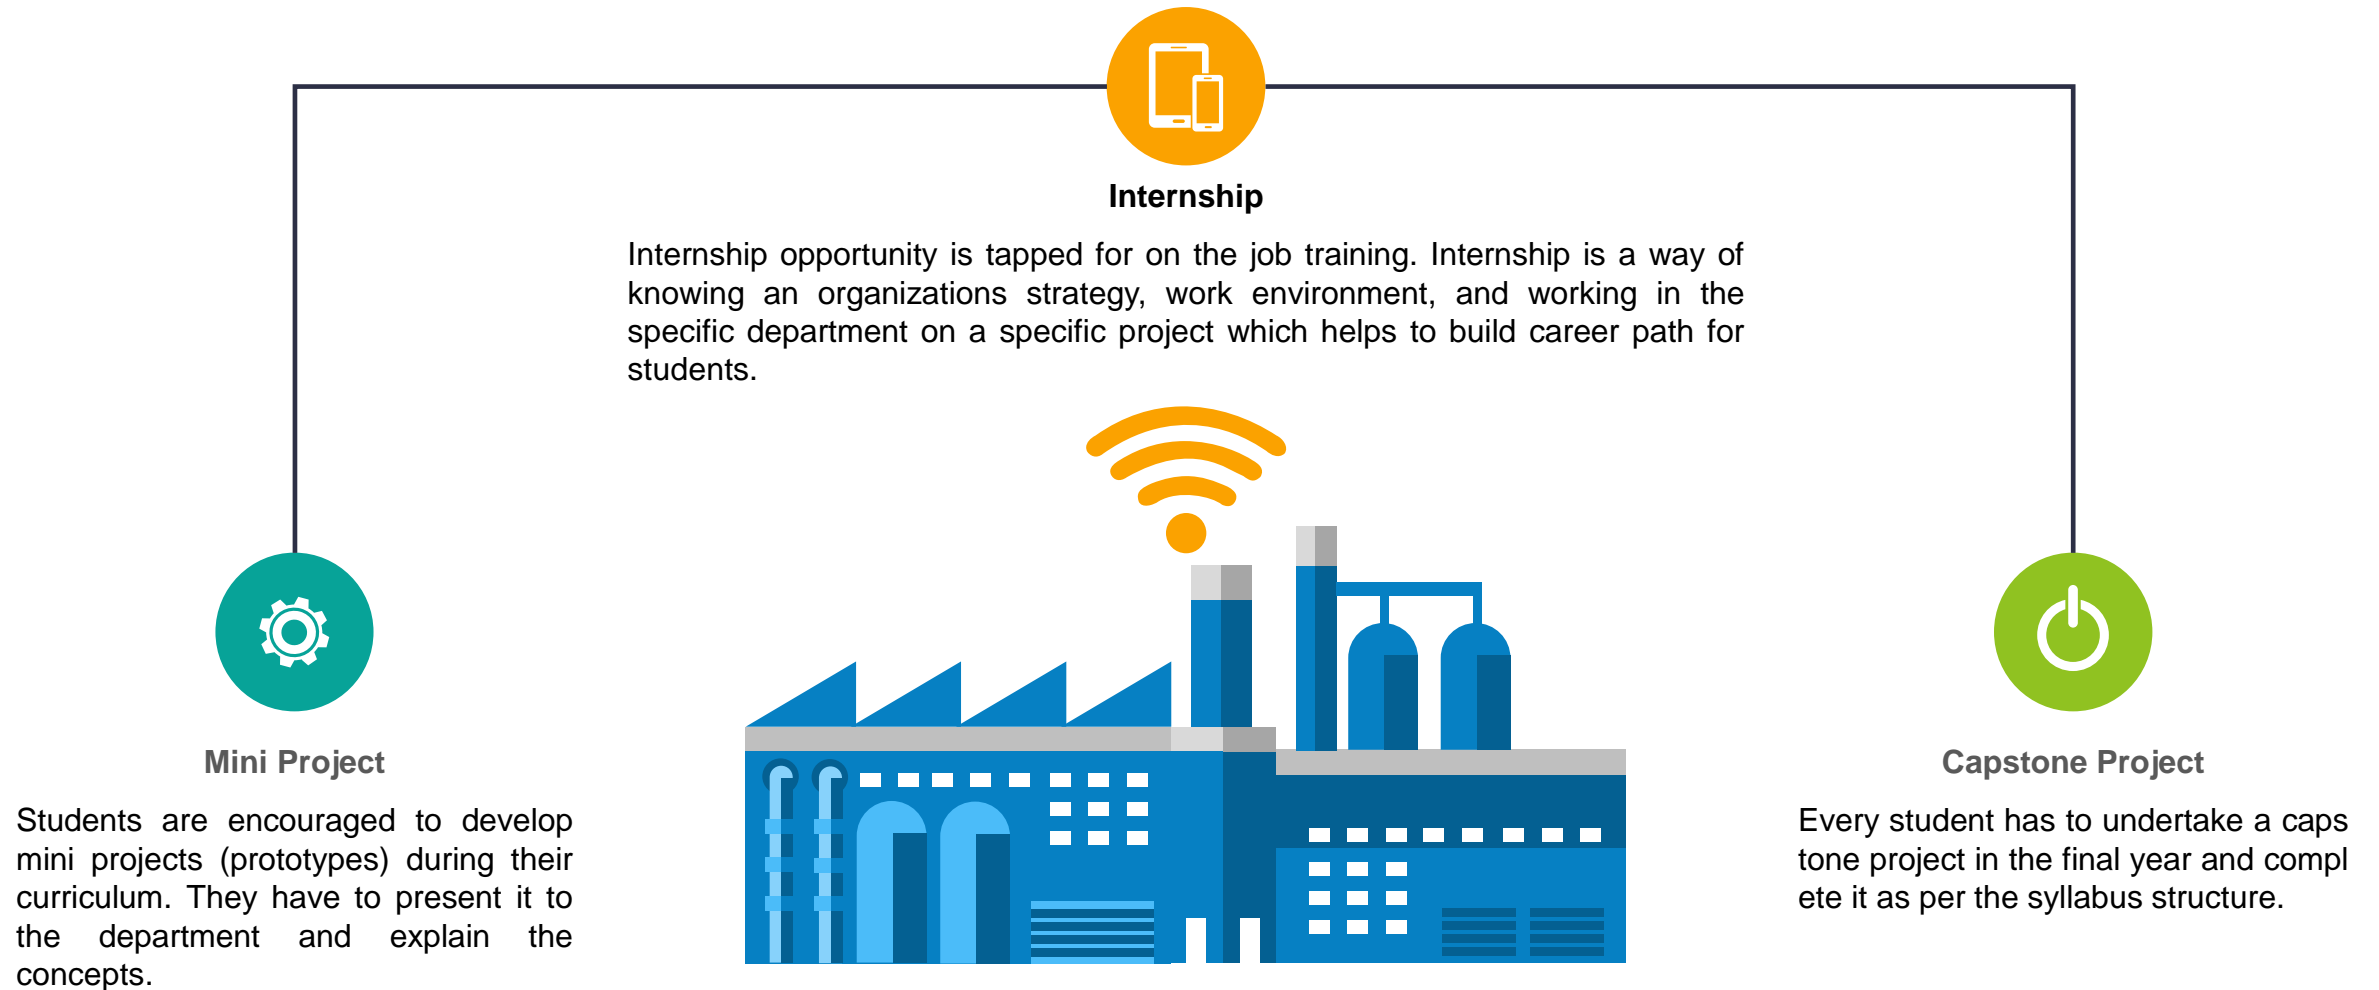 Internship
Internship opportunity is tapped for on the job training. Internship is a way of
knowing an organizations strategy, work environment, and working in the
specific department on a specific project which helps to build career path for
students.
Mini Project
Students are encouraged to develop
mini projects (prototypes) during their
curriculum. They have to present it to
the department and explain the
concepts.
Capstone Project
Every student has to undertake a caps
tone project in the final year and compl
ete it as per the syllabus structure.